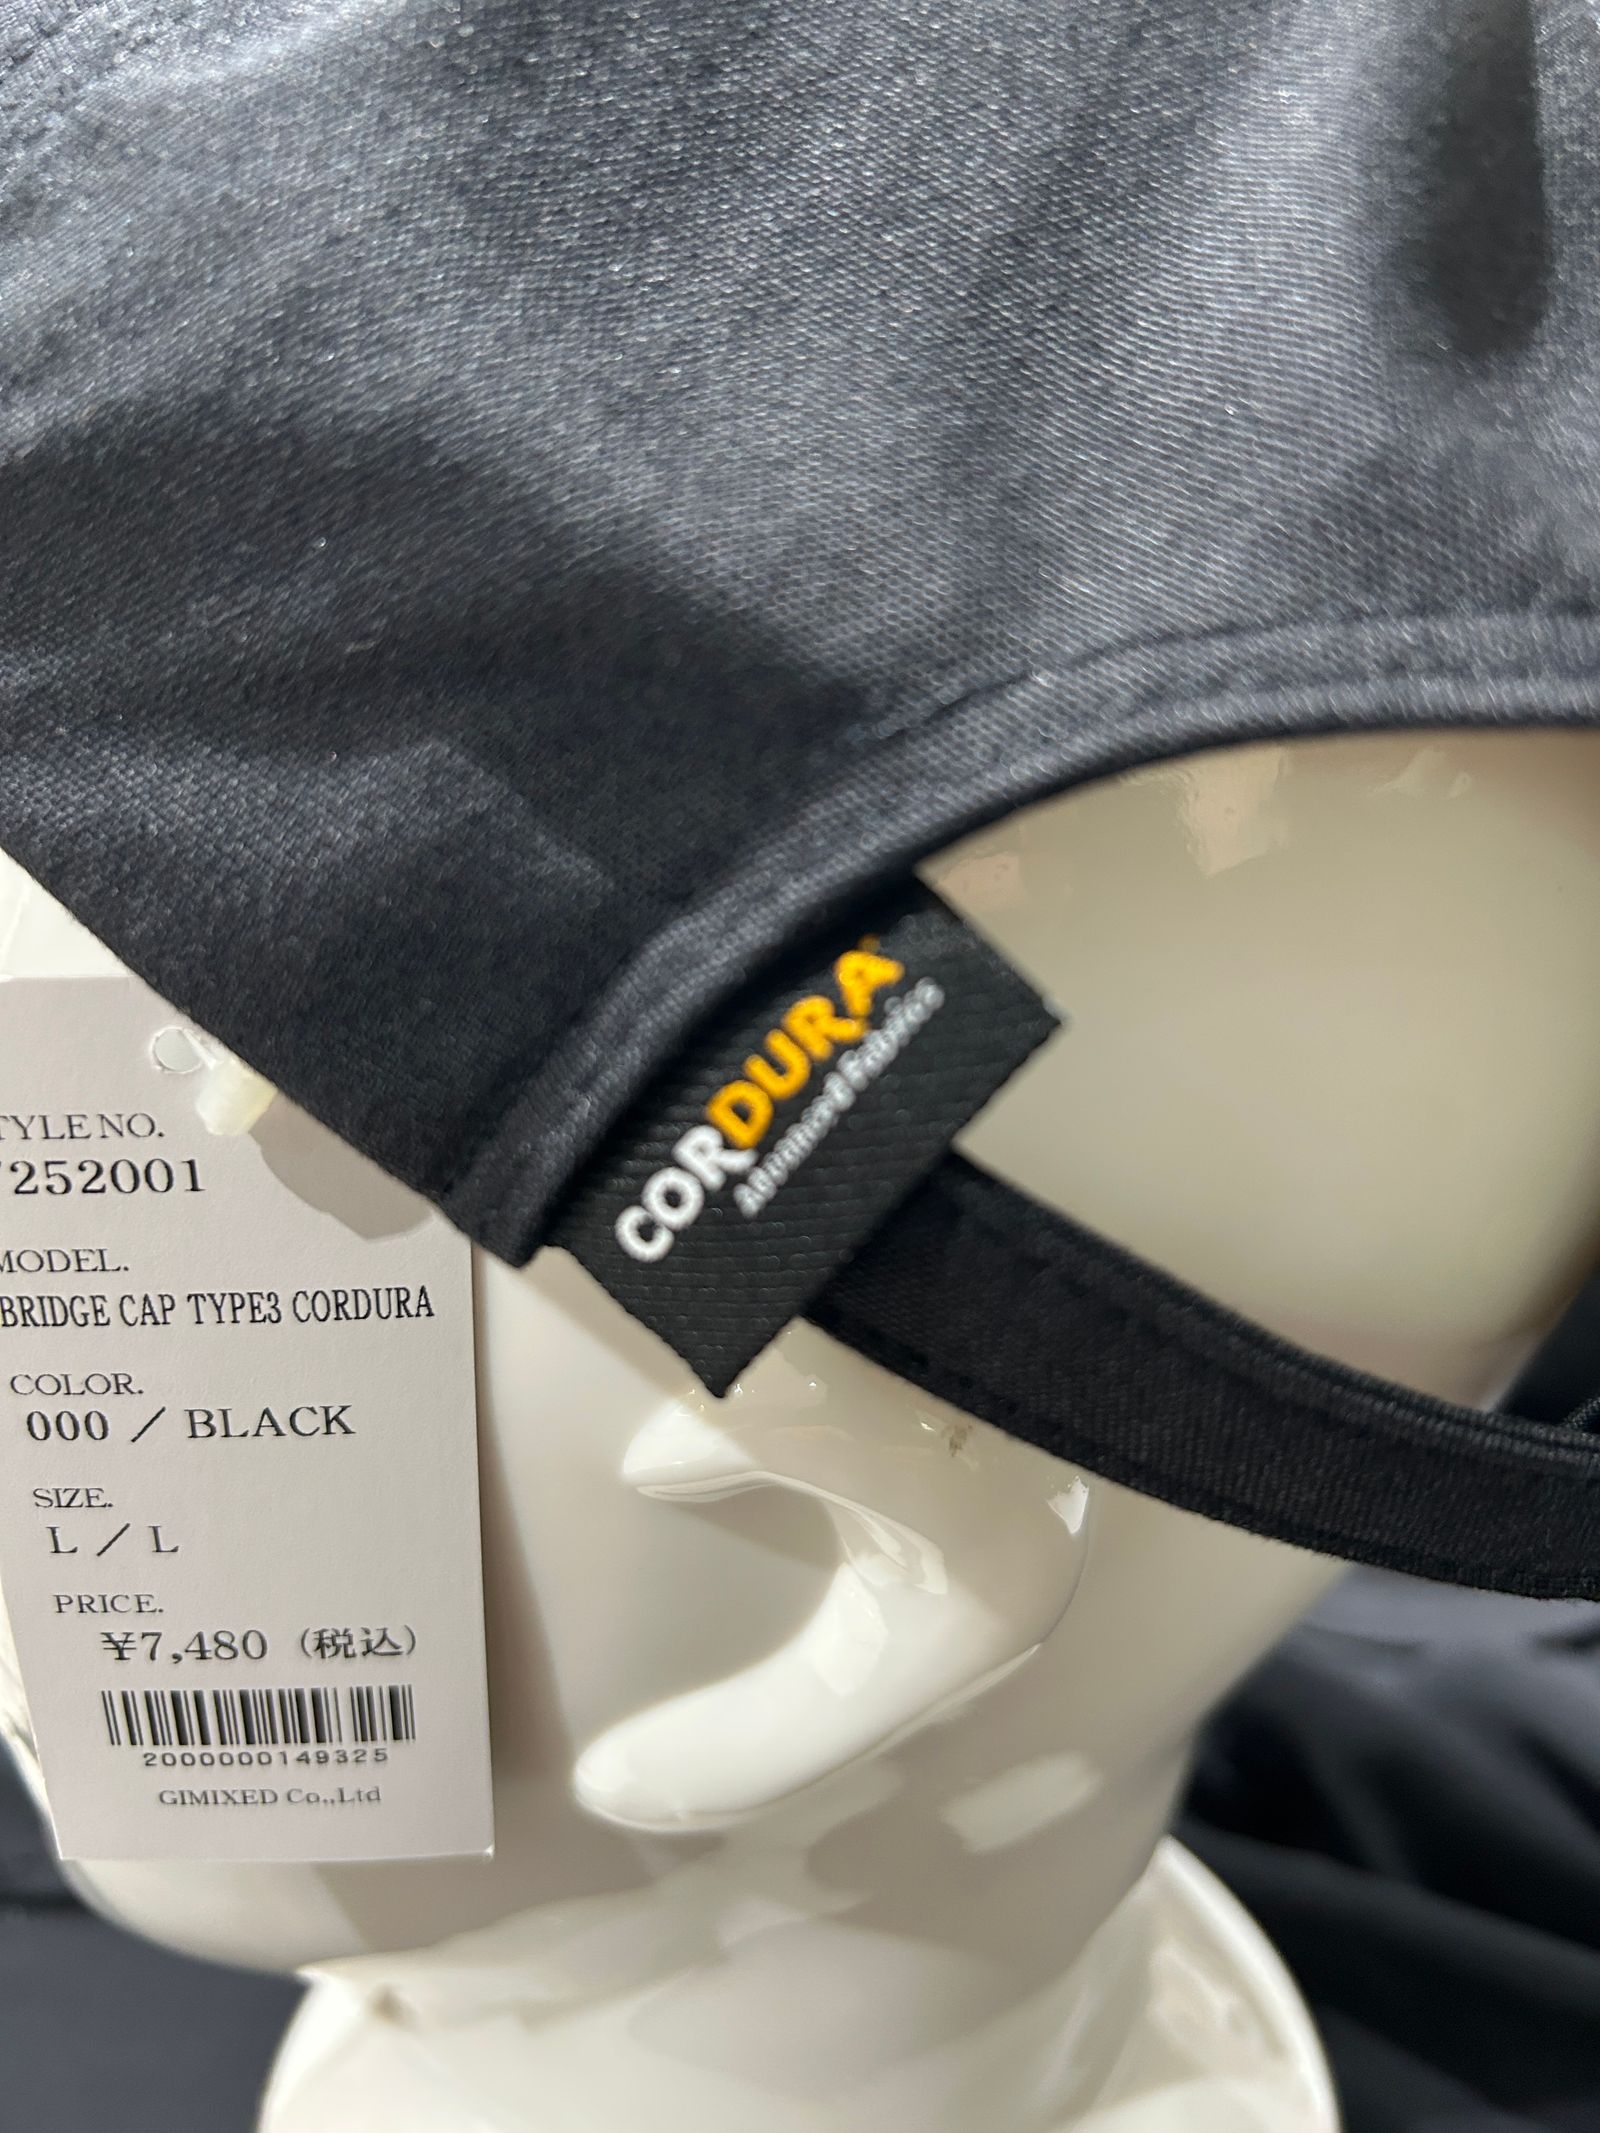 CORDURA
Advanced Fabrics
TYLE NO.
252001
MODEL.
BRIDGE CAP TYPE3 CORDURA
COLOR.
000 / BLACK
SIZE.
L / L
PRICE.
¥7,480 (税込)
2000000149325
GIMIXED Co.,Ltd